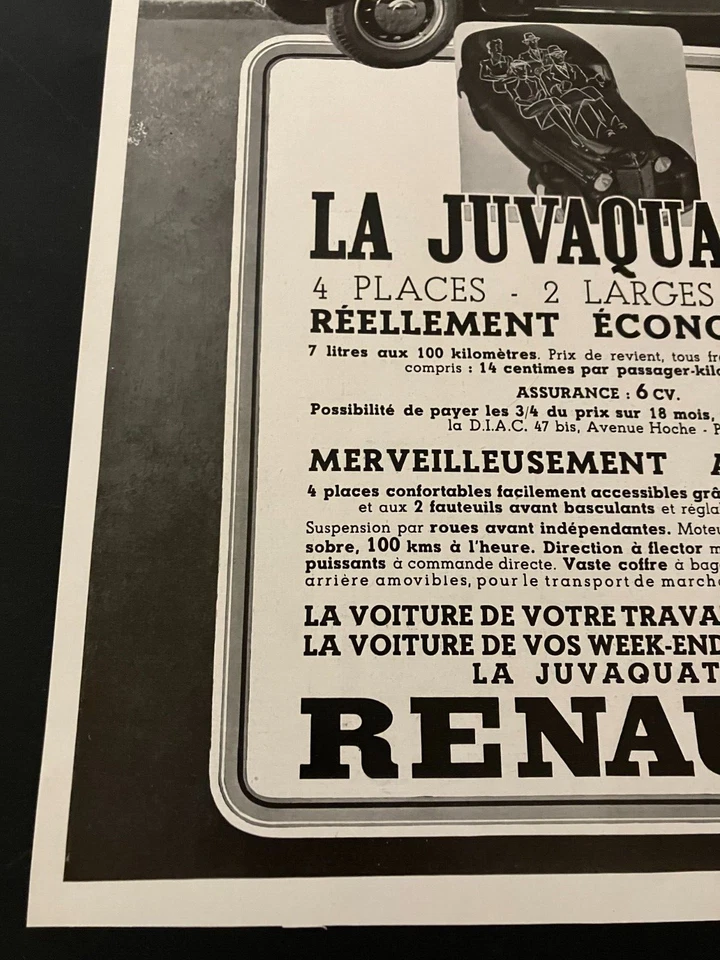 LA JUVAQUA
4 PLACES - 2 LARGES
RÉELLEMENT ÉCONO
7 litres aux 100 kilomètres. Prix de revient, tous fr
compris : 14 centimes par passager-kilo
ASSURANCE : 6 CV.
Possibilité de payer les 3/4 du prix sur 18 mois,
la D.I.A.C. 47 bis, Avenue Hoche - P
MERVEILLEUSEMENT A
4 places confortables façilement accessibles grâ
et aux 2 fauteuils avant basculants et régla
Suspension par roues avant indépendantes. Moteu
sobre, 100 kms à l'heure. Direction à flector m
puissants à commande directe. Vaste coffre à bag
arrière amovibles, pour le transport de march
LA VOITURE DE VOTRE TRAVA
LA VOITURE DE VOS WEEK-END
LA JUVAQUAT
RENAU